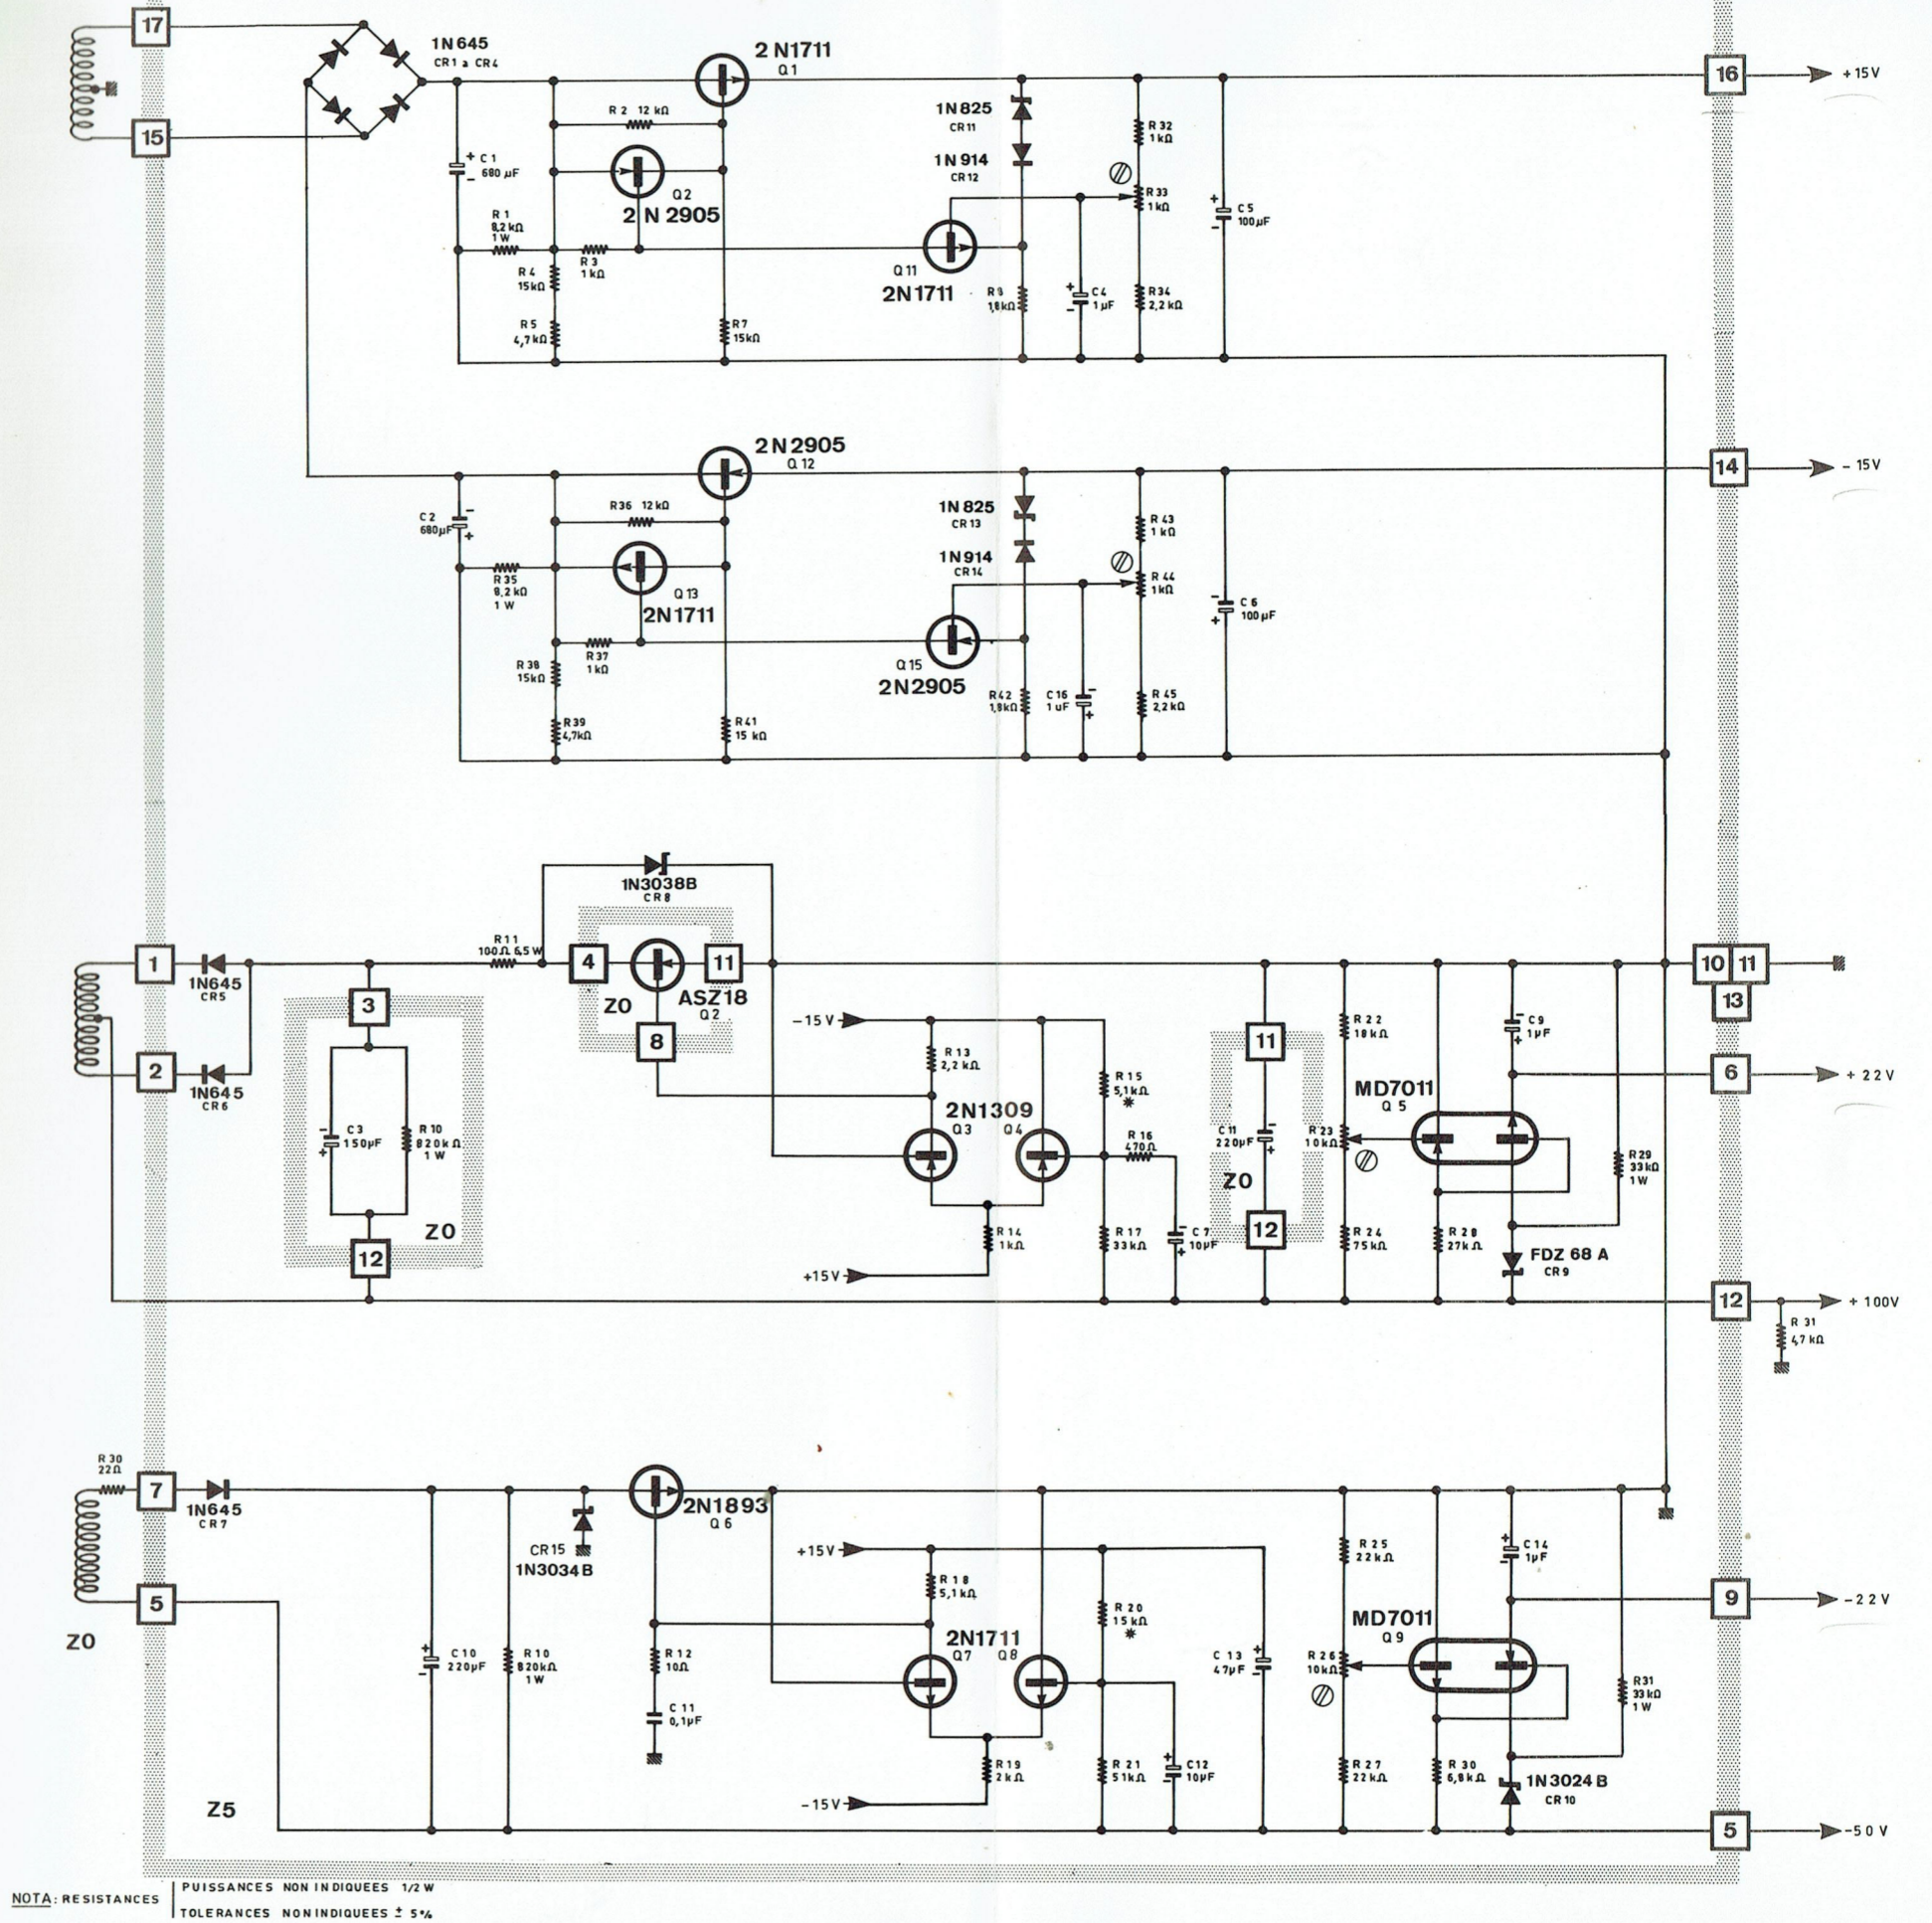 17
1N645
CR1 a CR4
2N1711
Q1
16
+15V
15
R2 12 kΩ
1N825
CR11
R32
1kΩ
C1
680 µF
+
-
Q2
2N2905
1N914
CR12
R33
1kΩ
R1
8,2 kΩ
1W
R3
1kΩ
R4
15kΩ
R5
4,7kΩ
R7
15kΩ
Q11
2N1711
1,8kΩ
+
C4
1µF
-
R34
2,2 kΩ
+
C5
100µF
-
2N2905
Q12
14
- 15V
C2
680µF
-
+
R36 12 kΩ
1N825
CR13
R43
1 kΩ
R35
8,2 kΩ
1 W
Q13
2N1711
1N914
CR14
R44
1kΩ
-
C6
100µF
+
R38
15kΩ
R37
1kΩ
R39
4,7kΩ
R41
15 kΩ
Q15
2N2905
R42
1,8kΩ
C16
1 uF
-
+
R45
2,2 kΩ
1N3038B
CR8
1
1N645
CR5
R11
100Ω 6,5 W
4
11
ZO
ASZ18
Q2
8
10
11
13
3
2
1N645
CR6
-
C3
150µF
+
R10
820kΩ
1 W
ZO
12
-15 V
R13
2,2 kΩ
R15
5,1kΩ
*
2N1309
Q3
Q4
R16
470Ω
R14
1kΩ
+15V
R17
33kΩ
-
C7
10µF
+
11
C11
220µF
-
+
ZO
12
R22
18kΩ
R23
10kΩ
R24
75kΩ
MD7011
Q5
-
C9
1µF
+
6
+ 22V
R28
27kΩ
R29
33kΩ
1W
FDZ 68 A
CR9
12
+ 100V
R31
4,7 kΩ
R30
22Ω
7
1N645
CR7
2N1893
Q6
CR15
1N3034B
5
ZO
+15V
R18
5,1kΩ
R20
15 kΩ
*
2N1711
Q7
Q8
+
C10
220µF
-
R10
820kΩ
1W
R12
10Ω
C11
0,1µF
C13
47µF
+
-
R19
2 kΩ
-15V
R21
51kΩ
+
C12
10µF
-
R25
22kΩ
R26
10kΩ
R27
22kΩ
MD7011
Q9
+
C14
1µF
-
9
-22V
R30
6,8kΩ
R31
33kΩ
1W
1N3024B
CR10
5
-50V
Z5
NOTA: RESISTANCES
PUISSANCES NON INDIQUEES 1/2 W
TOLERANCES NON INDIQUEES ± 5%